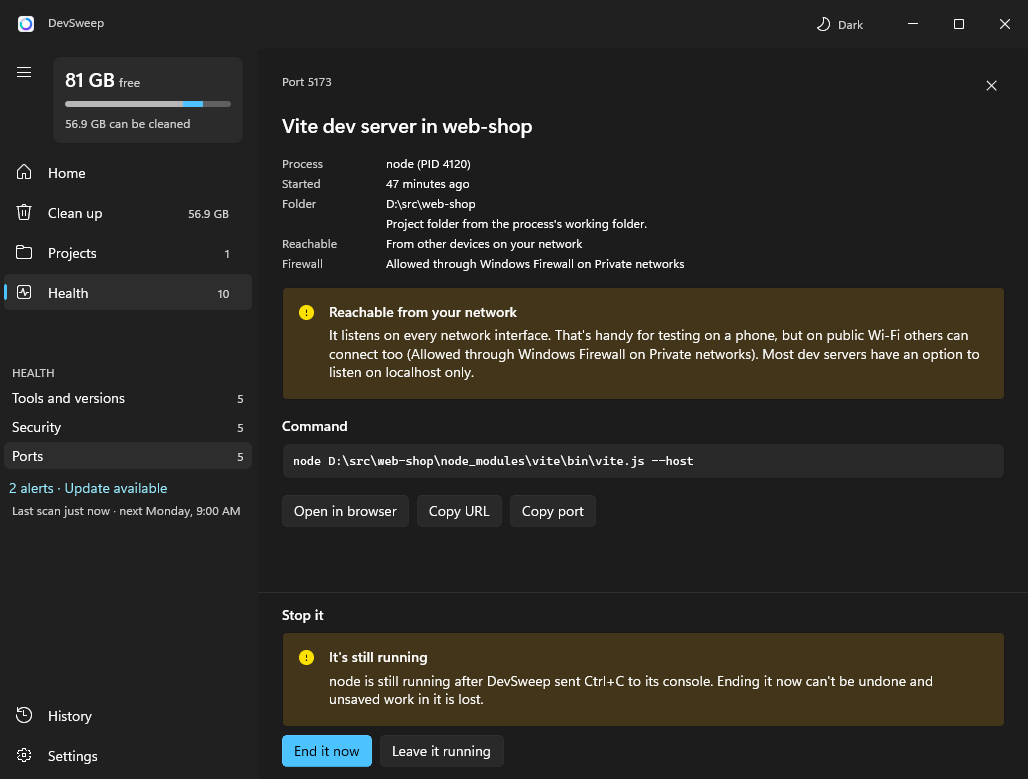 DevSweep
Dark
81 GB free
56.9 GB can be cleaned
Home
Clean up 56.9 GB
Projects 1
Health 10
HEALTH
Tools and versions 5
Security 5
Ports 5
2 alerts · Update available
Last scan just now · next Monday, 9:00 AM
History
Settings
Port 5173
Vite dev server in web-shop
Process node (PID 4120)
Started 47 minutes ago
Folder D:\src\web-shop
Project folder from the process's working folder.
Reachable From other devices on your network
Firewall Allowed through Windows Firewall on Private networks
Reachable from your network
It listens on every network interface. That's handy for testing on a phone, but on public Wi-Fi others can
connect too (Allowed through Windows Firewall on Private networks). Most dev servers have an option to
listen on localhost only.
Command
node D:\src\web-shop\node_modules\vite\bin\vite.js --host
Open in browser Copy URL Copy port
Stop it
It's still running
node is still running after DevSweep sent Ctrl+C to its console. Ending it now can't be undone and
unsaved work in it is lost.
End it now Leave it running